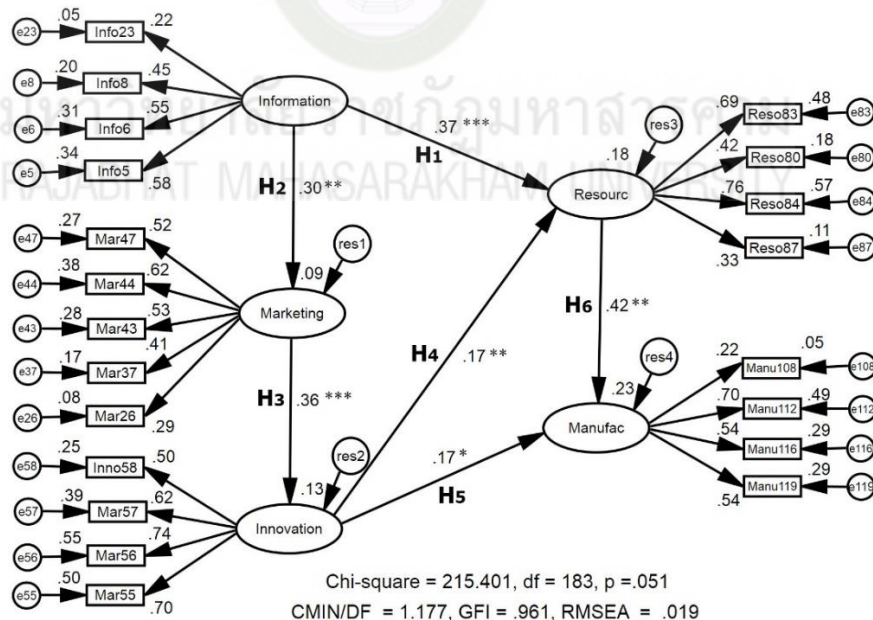 .05
.22
e23
Info23
.20
.45
e8
Info8
.31
.55
e6
Info6
.34
.58
e5
Info5
Information
มหาวิทยาลัยราชภัฏมหาสารคาม
RAJABHAT MAHASARAKHAM UNIVERSITY
.37 ***
H1
H2
.30 **
res3
.18
Resourc
.69
Reso83
.48
e83
.42
Reso80
.18
e80
.76
Reso84
.57
e84
.33
Reso87
.11
e87
.27
.52
e47
Mar47
.38
.62
e44
Mar44
.28
.53
e43
Mar43
.17
.41
e37
Mar37
.08
.29
e26
Mar26
res1
.09
Marketing
H3
.36 ***
H4
.17 **
H6
.42 **
res4
.23
Manufac
.22
Manu108
.05
e108
.70
Manu112
.49
e112
.54
Manu116
.29
e116
.54
Manu119
.29
e119
.25
.50
e58
Inno58
.39
.62
e57
Mar57
.55
.74
e56
Mar56
.50
.70
e55
Mar55
res2
.13
Innovation
.17 *
H5
Chi-square = 215.401, df = 183, p =.051
CMIN/DF = 1.177, GFI = .961, RMSEA = .019